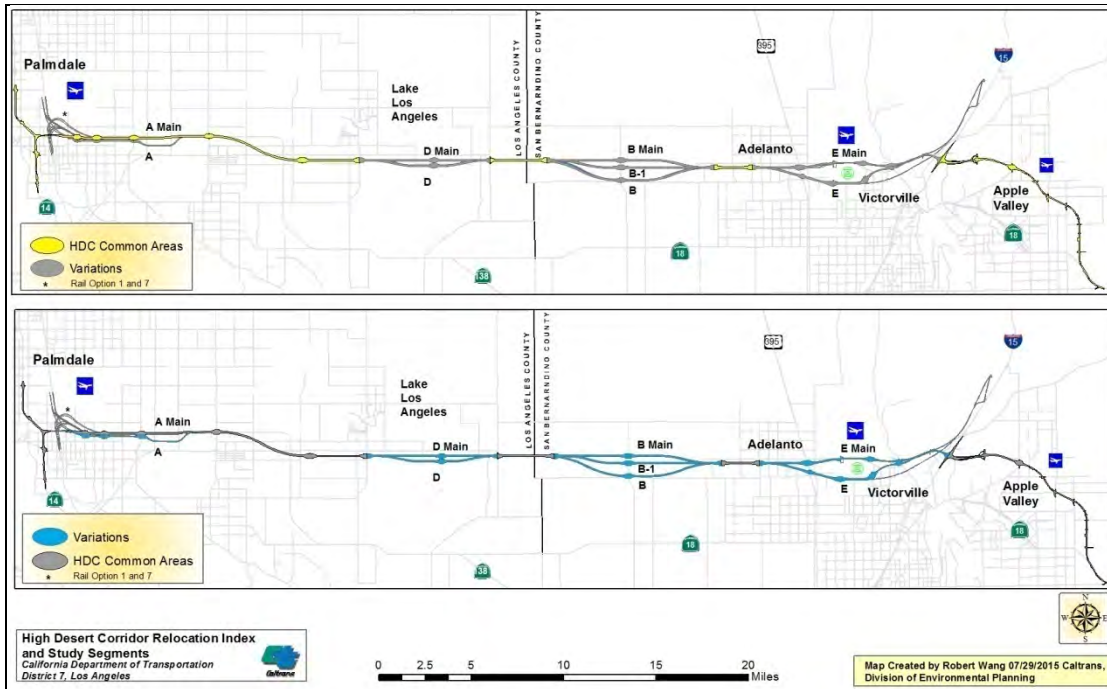 395
15
Palmdale
Lake
Los
Angeles
LOS ANGELES COUNTY
SAN BERNARNDINO COUNTY
*
A Main
A
D Main
D
B Main
B-1
B
Adelanto
E Main
E
Victorville
Apple
Valley
14
18
18
138
HDC Common Areas
Variations
* Rail Option 1 and 7
395
15
Palmdale
Lake
Los
Angeles
LOS ANGELES COUNTY
SAN BERNARNDINO COUNTY
*
A Main
A
D Main
D
B Main
B-1
B
Adelanto
E Main
E
Victorville
Apple
Valley
14
18
18
38
Variations
HDC Common Areas
* Rail Option 1 and 7
N
W E
S
High Desert Corridor Relocation Index
and Study Segments
California Department of Transportation
District 7, Los Angeles
Caltrans
0 2.5 5 10 15 20
Miles
Map Created by Robert Wang 07/29/2015 Caltrans,
Division of Environmental Planning